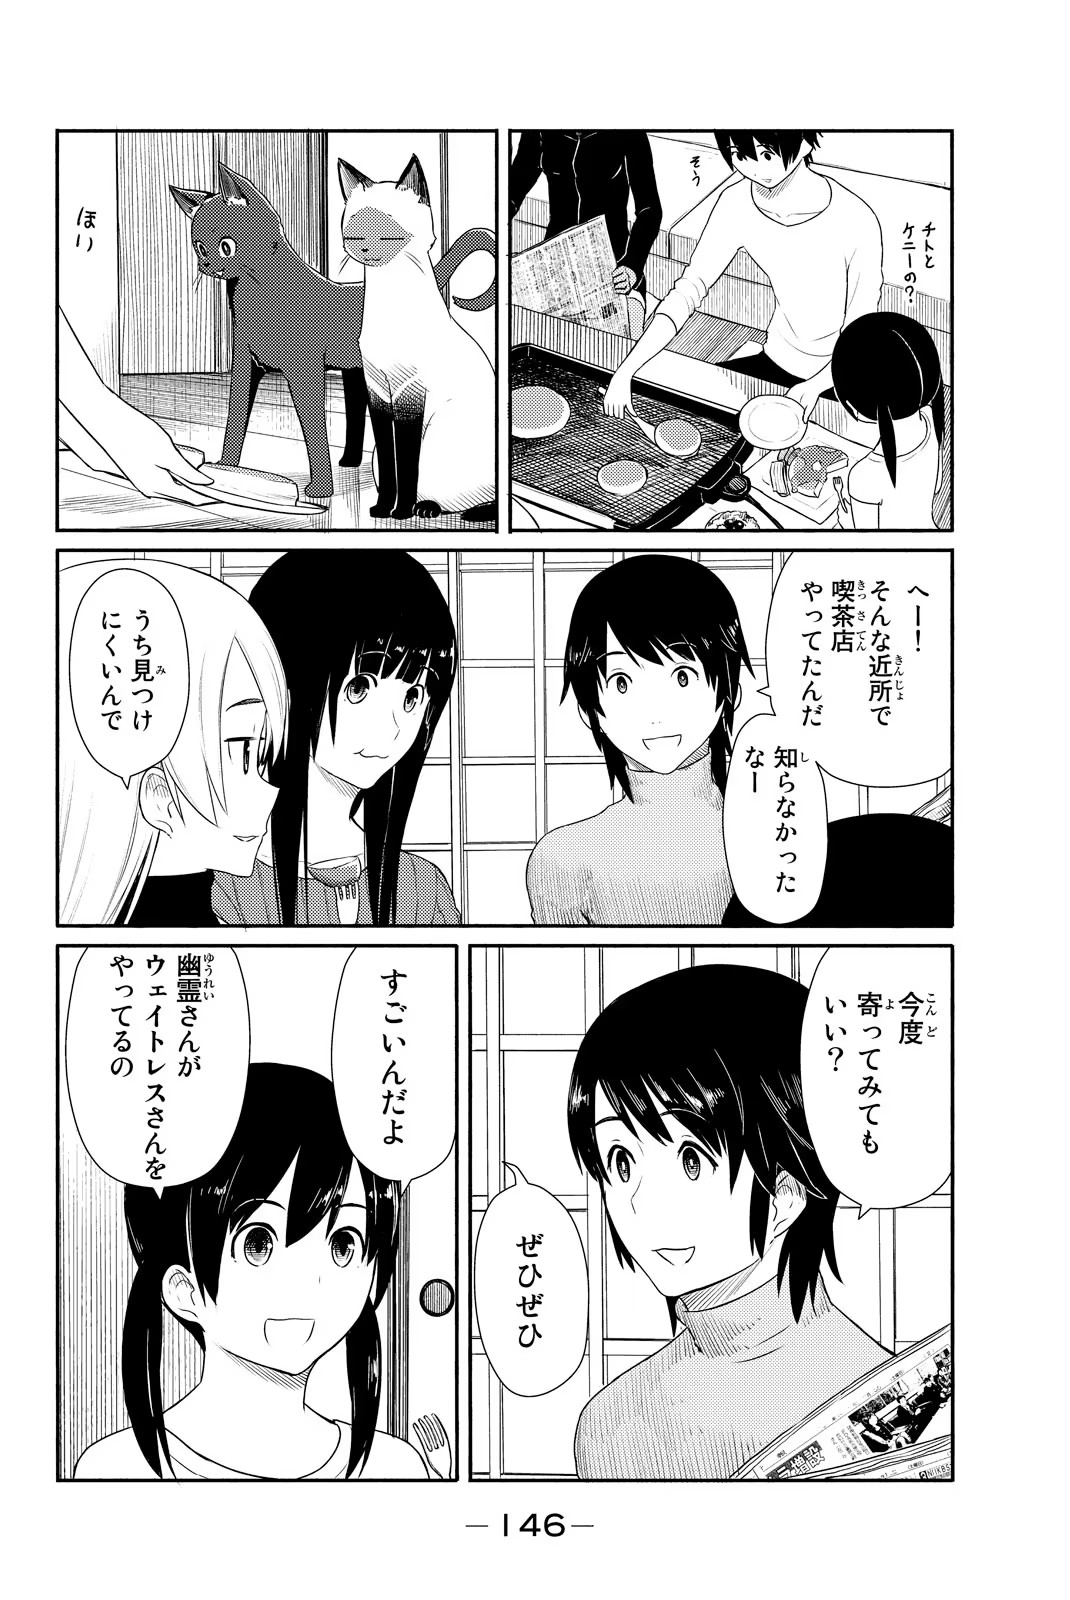 チトと
ケニーの？
そう
ほい
へー！
そんな近所で
喫茶店
やってたんだ
知らなかった
なー
うち見つけ
にくいんで
今度
寄ってみても
いい？
ぜひぜひ
すごいんだよ
幽霊さんが
ウェイトレスさんを
やってるの
増設
— 146 —